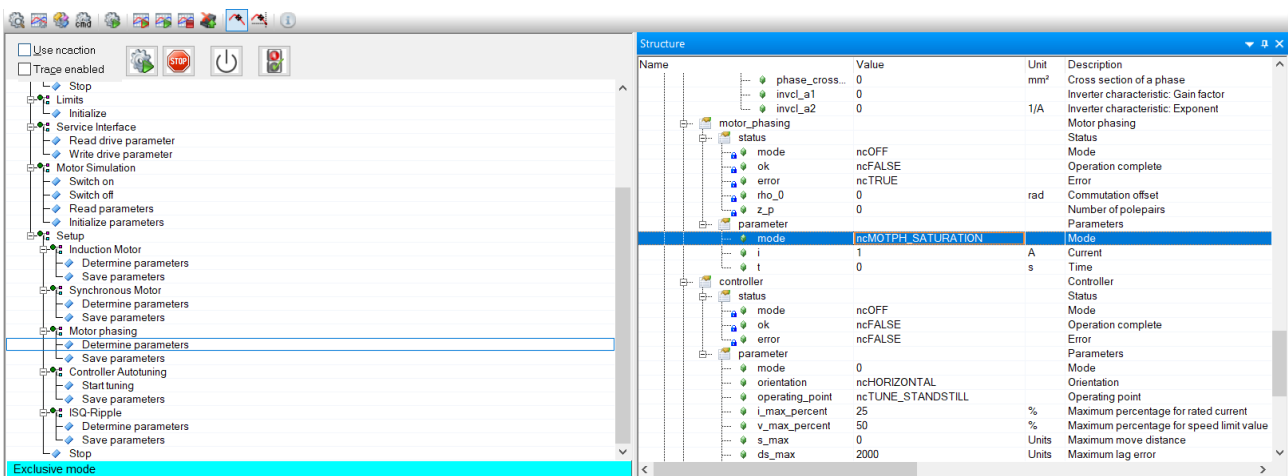 cmd
Use ncaction
Trace enabled
STOP
Stop
Limits
Initialize
Service Interface
Read drive parameter
Write drive parameter
Motor Simulation
Switch on
Switch off
Read parameters
Initialize parameters
Setup
Induction Motor
Determine parameters
Save parameters
Synchronous Motor
Determine parameters
Save parameters
Motor phasing
Determine parameters
Save parameters
Controller Autotuning
Start tuning
Save parameters
ISQ-Ripple
Determine parameters
Save parameters
Stop
Exclusive mode
Structure
Name Value Unit Description
phase_cross... 0 mm² Cross section of a phase
invcl_a1 0 Inverter characteristic: Gain factor
invcl_a2 0 1/A Inverter characteristic: Exponent
motor_phasing Motor phasing
status Status
mode ncOFF Mode
ok ncFALSE Operation complete
error ncTRUE Error
rho_0 0 rad Commutation offset
z_p 0 Number of polepairs
parameter Parameters
mode ncMOTPH_SATURATION Mode
i 1 A Current
t 0 s Time
controller Controller
status Status
mode ncOFF Mode
ok ncFALSE Operation complete
error ncFALSE Error
parameter Parameters
mode 0 Mode
orientation ncHORIZONTAL Orientation
operating_point ncTUNE_STANDSTILL Operating point
i_max_percent 25 % Maximum percentage for rated current
v_max_percent 50 % Maximum percentage for speed limit value
s_max 0 Units Maximum move distance
ds_max 2000 Units Maximum lag error